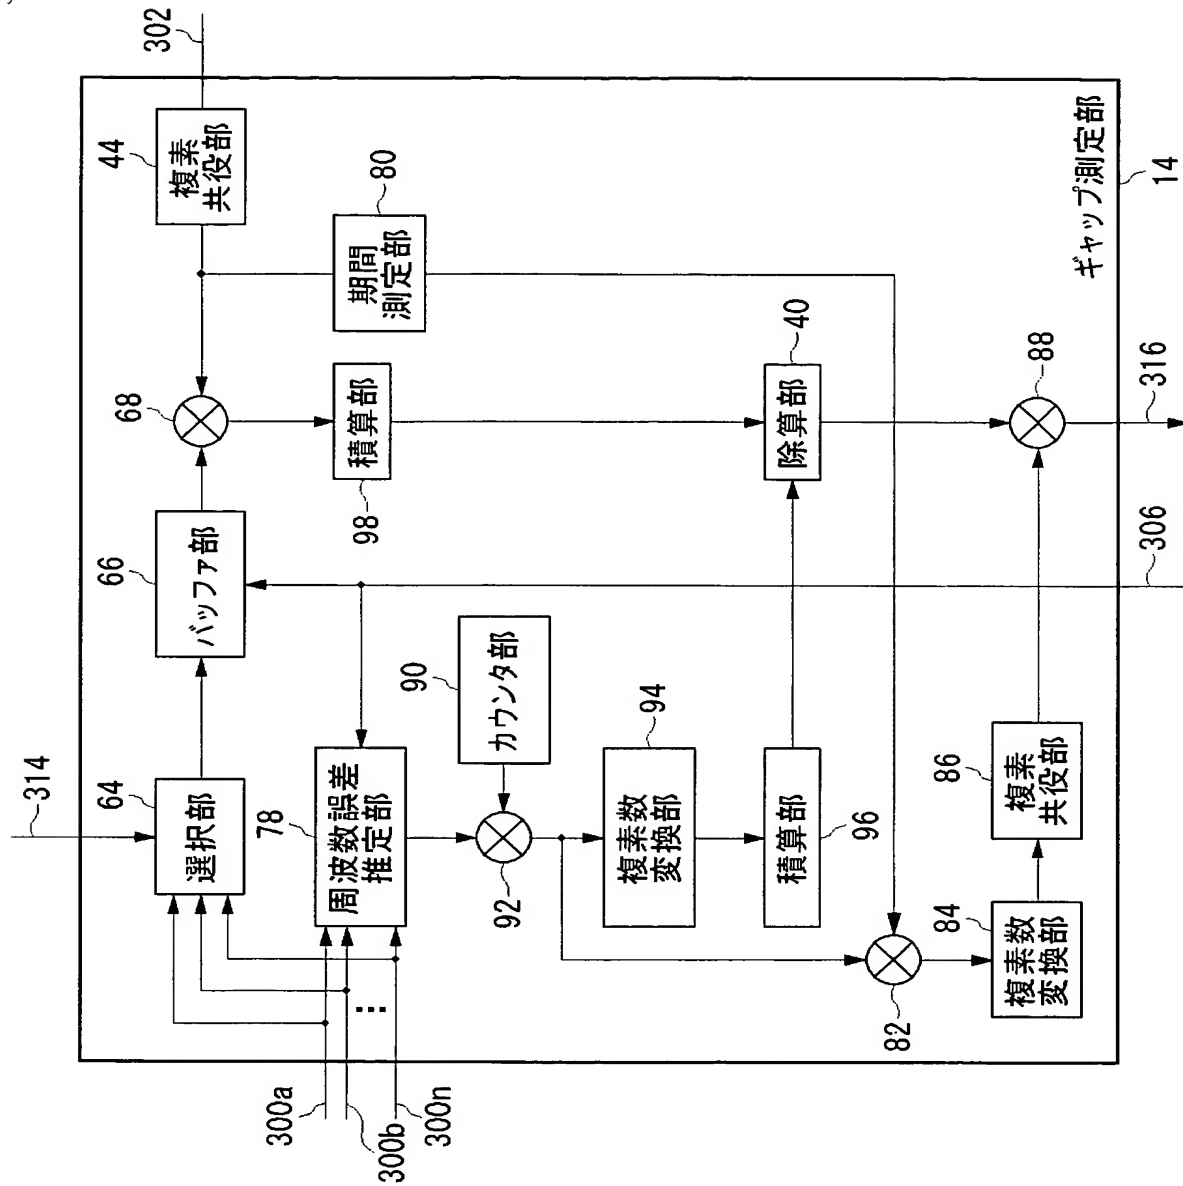 302
44
複素
共役部
80
期間
測定部
68
積算部
98
66
バッファ部
314
64
選択部
78
周波数誤差
推定部
90
カウンタ部
92
94
複素数
変換部
96
積算部
40
除算部
82
84
複素数
変換部
86
複素
共役部
88
316
306
ギャップ測定部
14
300a
300b
300n